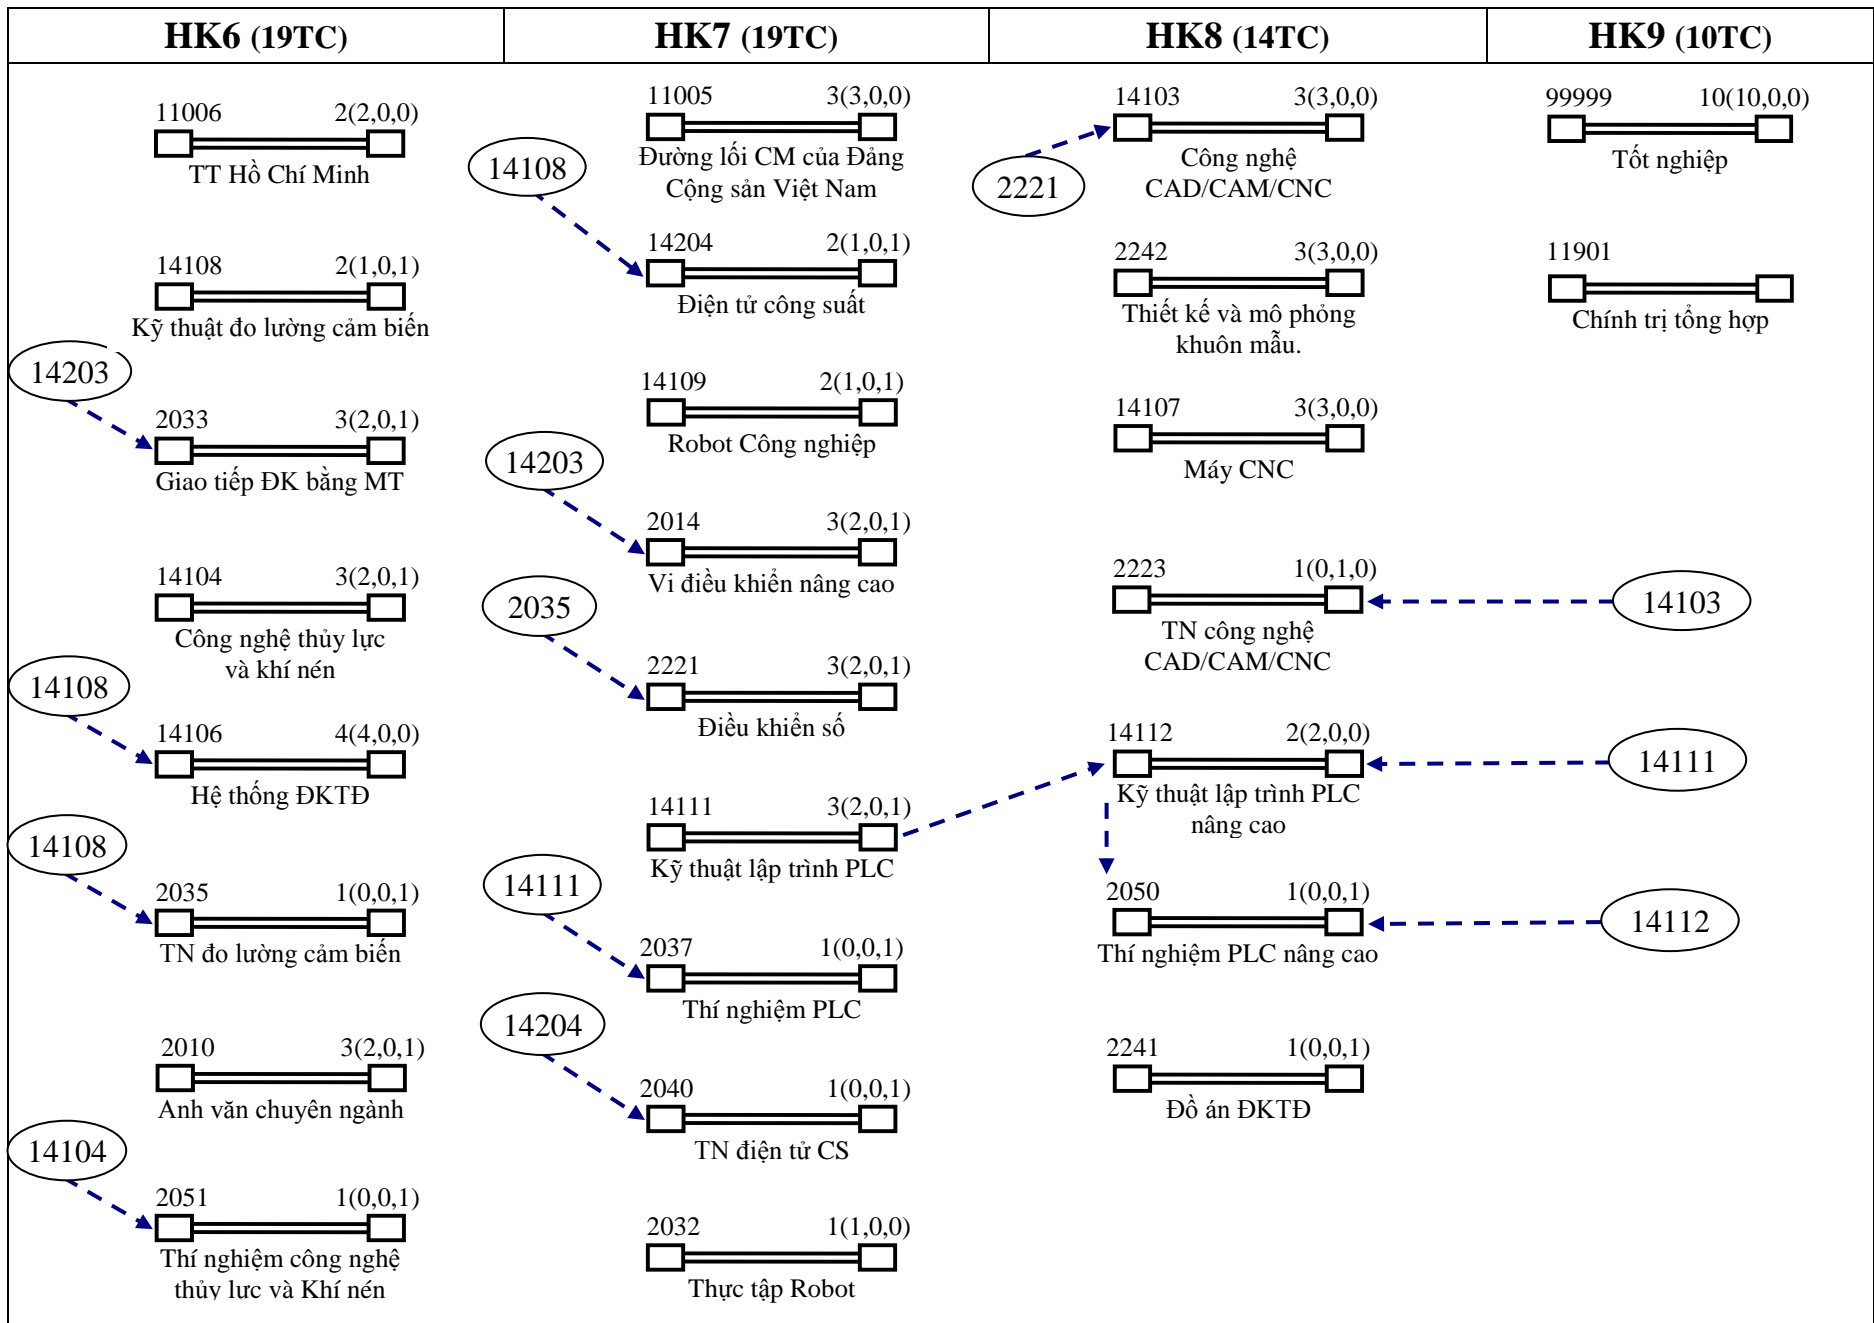 HK6 (19TC)
HK7 (19TC)
HK8 (14TC)
HK9 (10TC)
11006 2(2,0,0)
TT Hồ Chí Minh
14108 2(1,0,1)
Kỹ thuật đo lường cảm biến
14203
2033 3(2,0,1)
Giao tiếp ĐK bằng MT
14104 3(2,0,1)
Công nghệ thủy lực
và khí nén
14108
14106 4(4,0,0)
Hệ thống ĐKTĐ
14108
2035 1(0,0,1)
TN đo lường cảm biến
2010 3(2,0,1)
Anh văn chuyên ngành
14104
2051 1(0,0,1)
Thí nghiệm công nghệ
thủy lực và Khí nén
11005 3(3,0,0)
Đường lối CM của Đảng
Cộng sản Việt Nam
14108
14204 2(1,0,1)
Điện tử công suất
14109 2(1,0,1)
Robot Công nghiệp
14203
2014 3(2,0,1)
Vi điều khiển nâng cao
2035
2221 3(2,0,1)
Điều khiển số
14111 3(2,0,1)
Kỹ thuật lập trình PLC
14111
2037 1(0,0,1)
Thí nghiệm PLC
14204
2040 1(0,0,1)
TN điện tử CS
2032 1(1,0,0)
Thực tập Robot
14103 3(3,0,0)
Công nghệ
CAD/CAM/CNC
2221
2242 3(3,0,0)
Thiết kế và mô phỏng
khuôn mẫu.
14107 3(3,0,0)
Máy CNC
2223 1(0,1,0)
TN công nghệ
CAD/CAM/CNC
14112 2(2,0,0)
Kỹ thuật lập trình PLC
nâng cao
2050 1(0,0,1)
Thí nghiệm PLC nâng cao
2241 1(0,0,1)
Đồ án ĐKTĐ
99999 10(10,0,0)
Tốt nghiệp
11901
Chính trị tổng hợp
14103
14111
14112